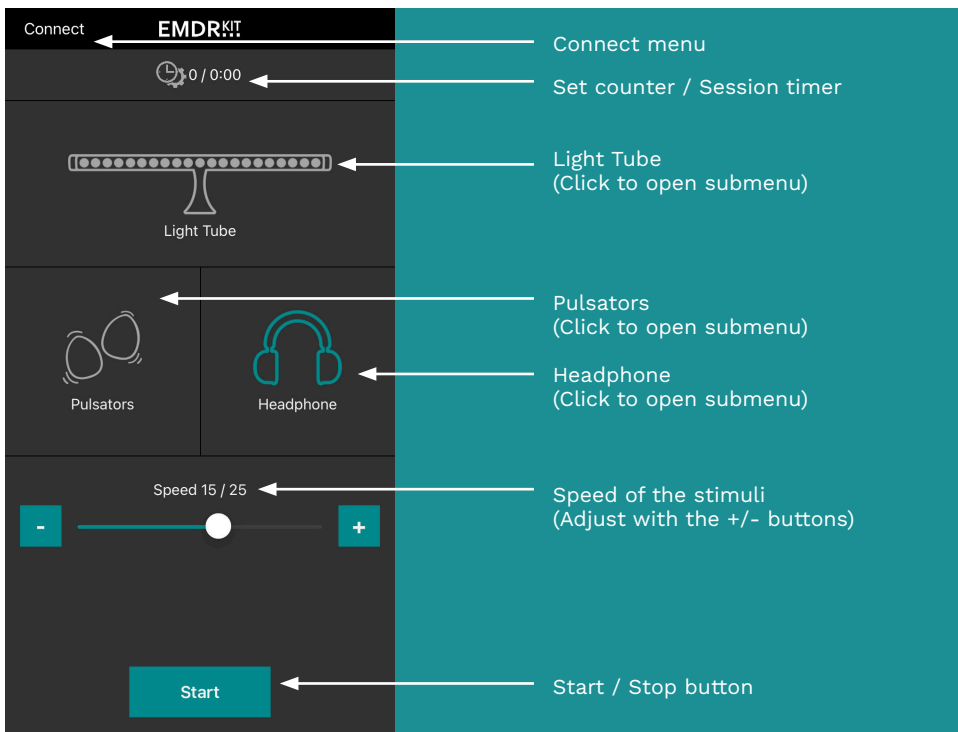 Connect
EMDRKIT
0 / 0:00
Light Tube
Pulsators
Headphone
Speed 15 / 25
-
+
Start
Connect menu
Set counter / Session timer
Light Tube
(Click to open submenu)
Pulsators
(Click to open submenu)
Headphone
(Click to open submenu)
Speed of the stimuli
(Adjust with the +/- buttons)
Start / Stop button